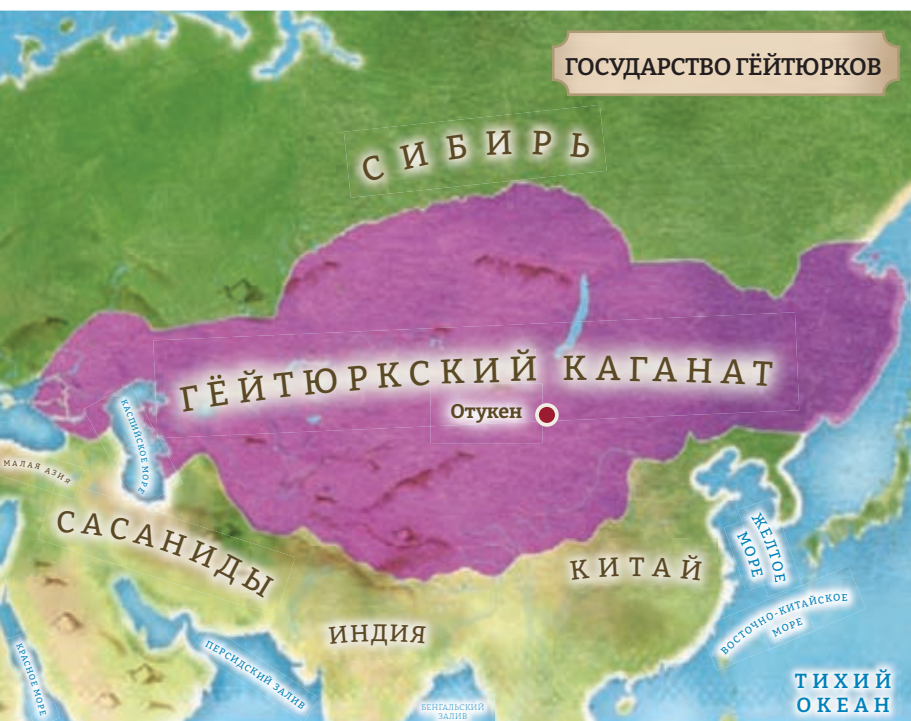 ГОСУДАРСТВО ГЁЙТЮРКОВ
СИБИРЬ
ГЁЙТЮРКСКИЙ КАГАНАТ
Отукен
КАСПИЙСКОЕ МОРЕ
МАЛАЯ АЗИЯ
САСАНИДЫ
КИТАЙ
ЖЕЛТОЕ
МОРЕ
ВОСТОЧНО-КИТАЙСКОЕ
МОРЕ
ИНДИЯ
КРАСНОЕ МОРЕ
ПЕРСИДСКИЙ ЗАЛИВ
БЕНГАЛЬСКИЙ
ЗАЛИВ
ТИХИЙ
ОКЕАН